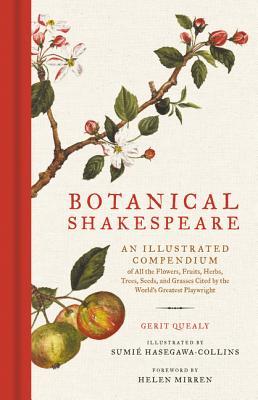 BOTANICAL
SHAKESPEARE
AN ILLUSTRATED
COMPENDIUM
of All the Flowers, Fruits, Herbs,
Trees, Seeds, and Grasses Cited by the
World's Greatest Playwright
GERIT QUEALY
ILLUSTRATED BY
SUMIÉ HASEGAWA-COLLINS
FOREWORD BY
HELEN MIRREN